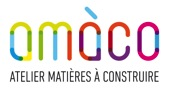 amàco
ATELIER MATIÈRES À CONSTRUIRE